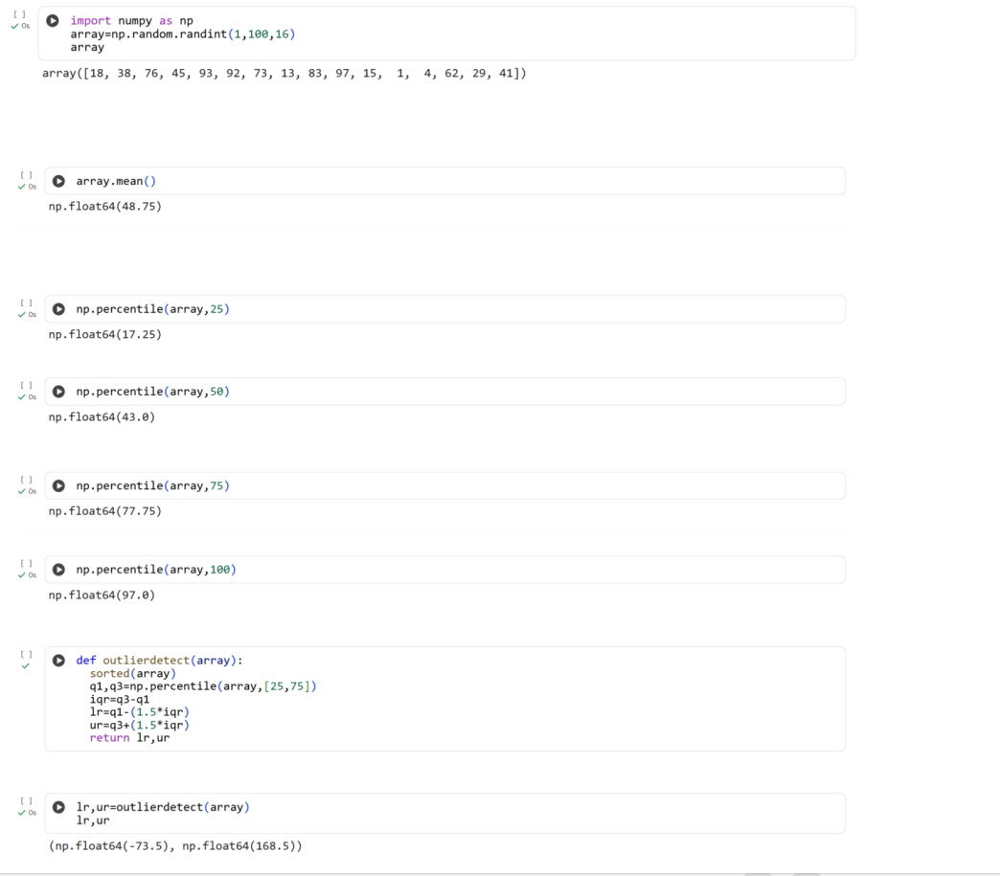 [ ]
0s
import numpy as np
array=np.random.randint(1,100,16)
array
array([18, 38, 76, 45, 93, 92, 73, 13, 83, 97, 15,  1,  4, 62, 29, 41])
[ ]
0s
array.mean()
np.float64(48.75)
[ ]
0s
np.percentile(array,25)
np.float64(17.25)
[ ]
0s
np.percentile(array,50)
np.float64(43.0)
[ ]
0s
np.percentile(array,75)
np.float64(77.75)
[ ]
0s
np.percentile(array,100)
np.float64(97.0)
[ ]
def outlierdetect(array):
  sorted(array)
  q1,q3=np.percentile(array,[25,75])
  iqr=q3-q1
  lr=q1-(1.5*iqr)
  ur=q3+(1.5*iqr)
  return lr,ur
[ ]
0s
lr,ur=outlierdetect(array)
lr,ur
(np.float64(-73.5), np.float64(168.5))